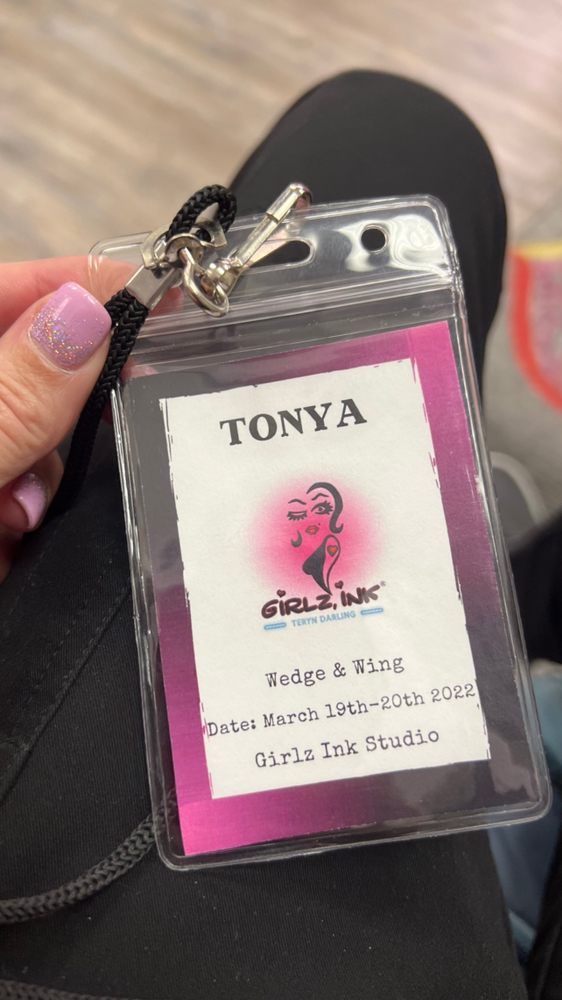 TONYA
GiRLZ, iNK®
TERYN DARLING
Wedge & Wing
Date: March 19th-20th 2022
Girlz Ink Studio